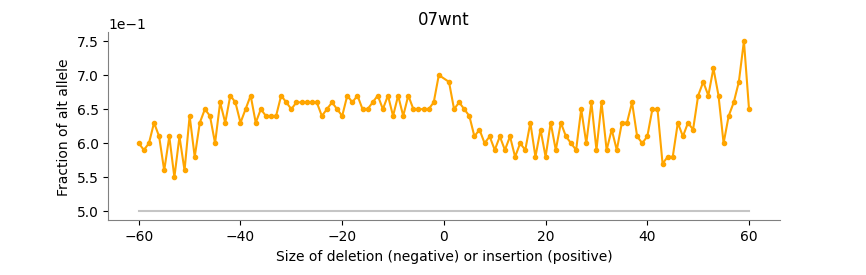 07wnt
1e−1
7.5
7.0
6.5
6.0
5.5
5.0
Fraction of alt allele
−60 −40 −20 0 20 40 60
Size of deletion (negative) or insertion (positive)